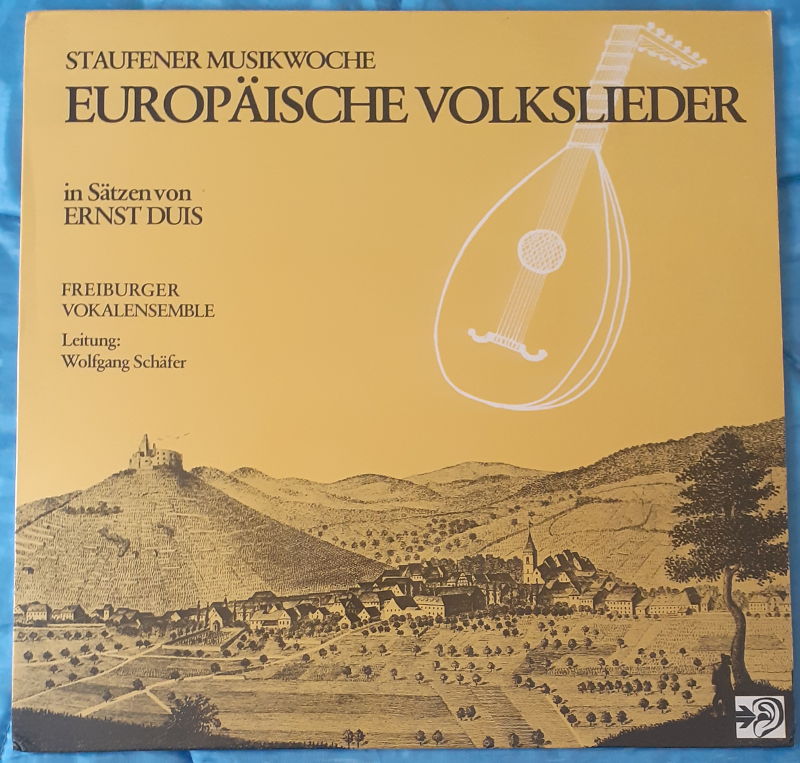 STAUFENER MUSIKWOCHE
EUROPÄISCHE VOLKSLIEDER
in Sätzen von
ERNST DUIS
FREIBURGER
VOKALENSEMBLE
Leitung:
Wolfgang Schäfer